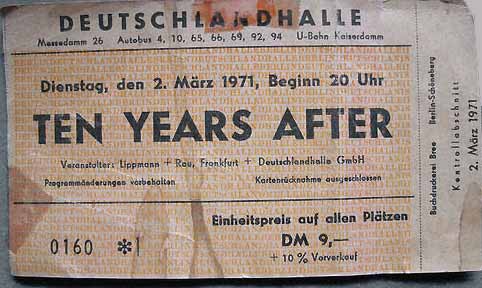 DEUTSCHLANDHALLE
Messedamm 26 Autobus 4, 10, 65, 66, 69, 92, 94 U-Bahn Kaiserdamm
Dienstag, den 2. März 1971, Beginn 20 Uhr
TEN YEARS AFTER
Veranstalter: Lippmann + Rau, Frankfurt + Deutschlandhalle GmbH
Programmänderungen vorbehalten Kartenrücknahme ausgeschlossen
Einheitspreis auf allen Plätzen
0160 ✻1 DM 9,—
+ 10 % Vorverkauf
Buchdruckerei Bree Berlin-Schöneberg
Kontrollabschnitt
2. März 1971